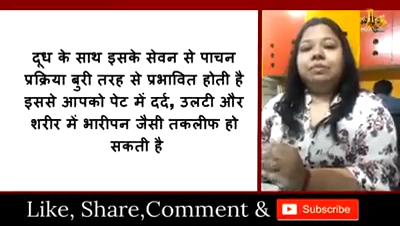 दूध के साथ इसके सेवन से पाचन
प्रक्रिया बुरी तरह से प्रभावित होती है
इससे आपको पेट में दर्द, उलटी और
शरीर में भारीपन जैसी तकलीफ हो
सकती है
Like, Share,Comment & Subscribe